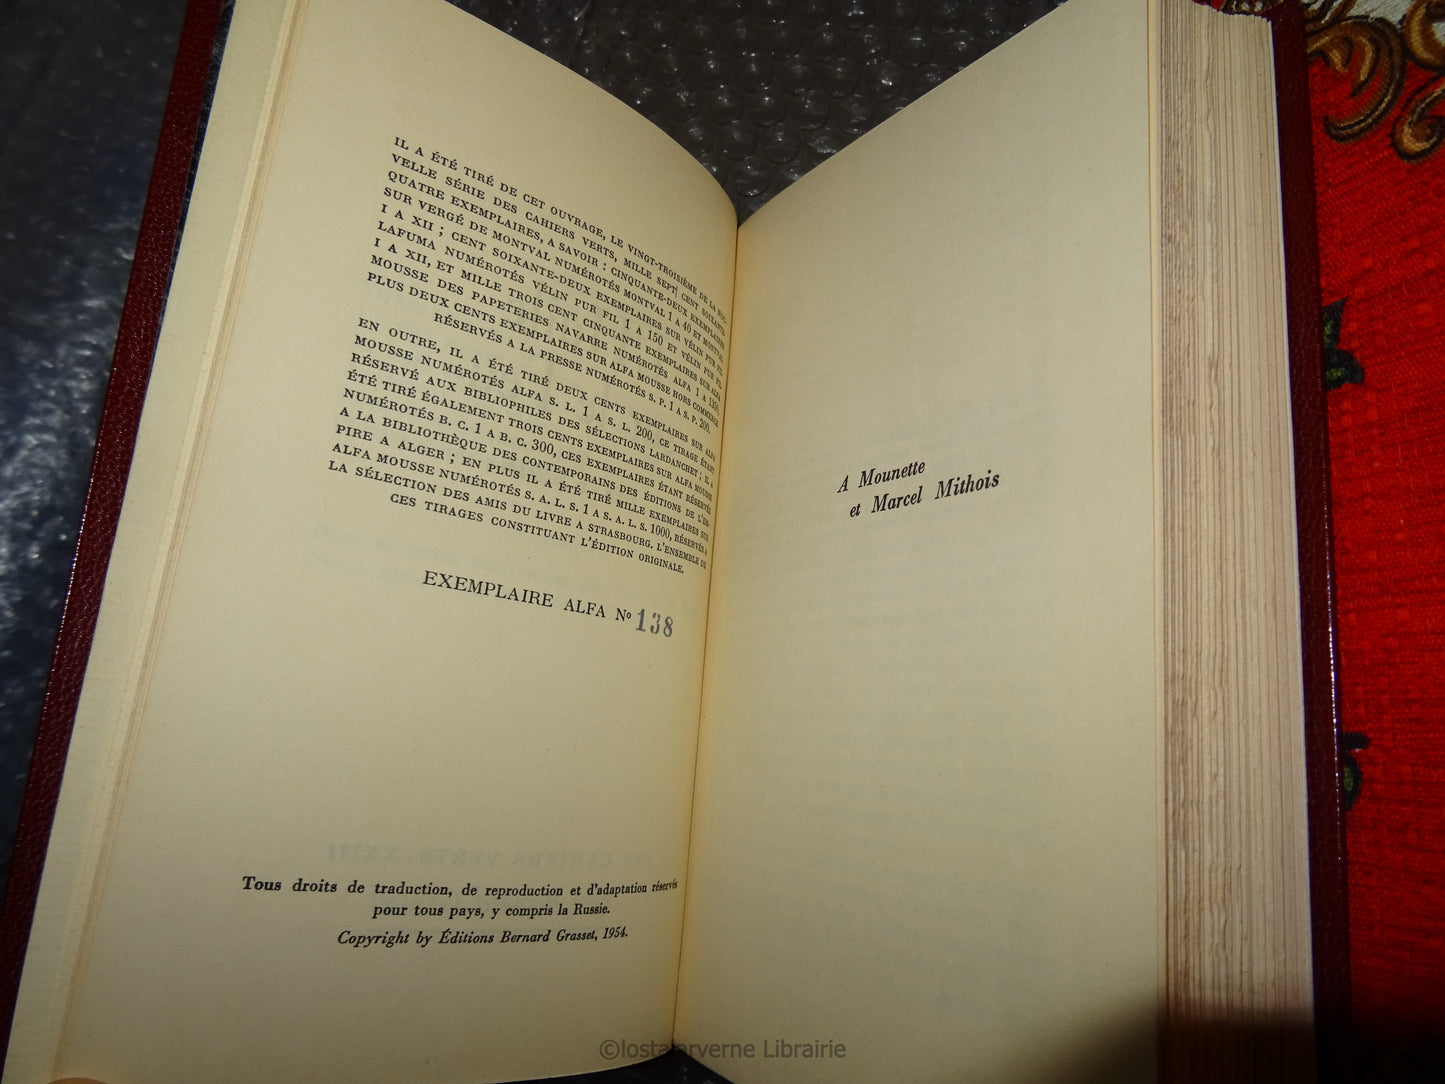 IL A ÉTÉ TIRÉ DE CET OUVRAGE, LE VINGT-TROISIÈME DE LA NOU-
VELLE SÉRIE DES CAHIERS VERTS, MILLE SEPT CENT SOIXANTE-
QUATRE EXEMPLAIRES, A SAVOIR : CINQUANTE-DEUX EXEMPLAIRES
SUR VERGÉ DE MONTVAL NUMÉROTÉS MONTVAL 1 A 40 ET MONTVAL
I A XII ; CENT SOIXANTE-DEUX EXEMPLAIRES SUR VÉLIN PUR FIL
LAFUMA NUMÉROTÉS VÉLIN PUR FIL 1 A 150 ET VÉLIN PUR FIL
I A XII, ET MILLE TROIS CENT CINQUANTE EXEMPLAIRES SUR ALFA
MOUSSE DES PAPETERIES NAVARRE NUMÉROTÉS ALFA 1 A 1350,
PLUS DEUX CENTS EXEMPLAIRES SUR ALFA MOUSSE HORS COMMERCE
RÉSERVÉS A LA PRESSE NUMÉROTÉS S. P. 1 A S. P. 200.
EN OUTRE, IL A ÉTÉ TIRÉ DEUX CENTS EXEMPLAIRES SUR ALFA
MOUSSE NUMÉROTÉS ALFA S. L. 1 A S. L. 200, CE TIRAGE ÉTANT
RÉSERVÉ AUX BIBLIOPHILES DES SÉLECTIONS LARDANCHET ; IL A
ÉTÉ TIRÉ ÉGALEMENT TROIS CENTS EXEMPLAIRES SUR ALFA MOUSSE
NUMÉROTÉS B. C. 1 A B. C. 300, CES EXEMPLAIRES ÉTANT RÉSERVÉS
A LA BIBLIOTHÈQUE DES CONTEMPORAINS DES ÉDITIONS DE L'EM-
PIRE A ALGER ; EN PLUS IL A ÉTÉ TIRÉ MILLE EXEMPLAIRES SUR
ALFA MOUSSE NUMÉROTÉS S. A. L. S. 1 A S. A. L. S. 1000, RÉSERVÉS A
LA SÉLECTION DES AMIS DU LIVRE A STRASBOURG. L'ENSEMBLE DE
CES TIRAGES CONSTITUANT L'ÉDITION ORIGINALE.
EXEMPLAIRE ALFA Nº 138
Tous droits de traduction, de reproduction et d'adaptation réservés
pour tous pays, y compris la Russie.
Copyright by Éditions Bernard Grasset, 1954.
A Mounette
et Marcel Mithois
©lostalarverne Librairie